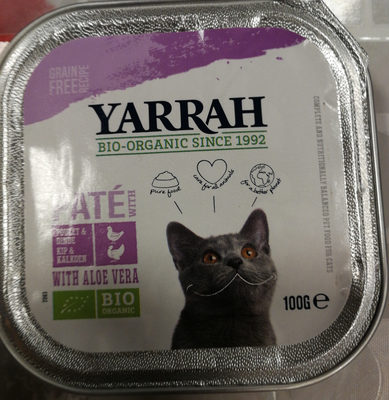 GRAIN
FREE
RECIPE
YARRAH
BIO-ORGANIC SINCE 1992
pure food
care for all animals
for a better planet
PATÉ
WITH
POULET &
DINDE
KIP &
KALKOEN
WITH ALOE VERA
BIO
ORGANIC
100G e
COMPLETE AND NUTRITIONALLY BALANCED PET FOOD FOR CATS